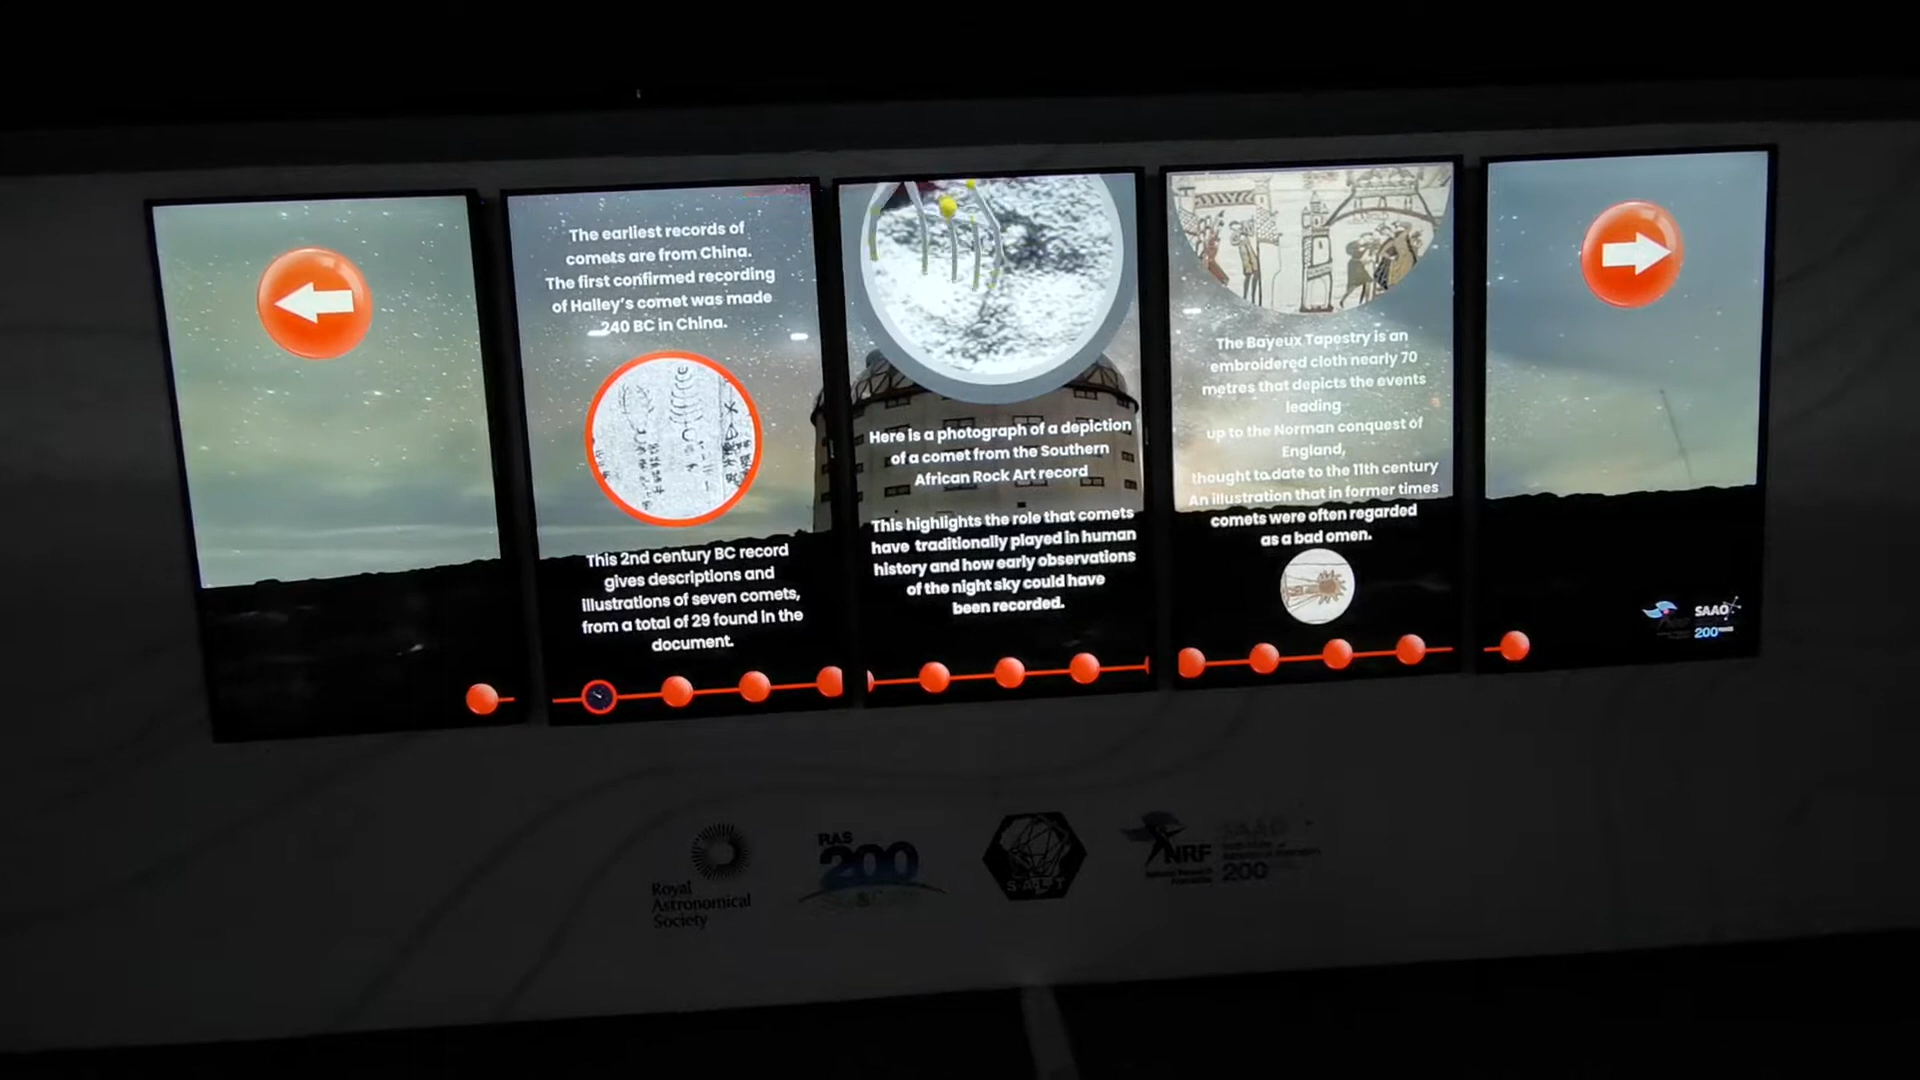 The earliest records of
comets are from China.
The first confirmed recording
of Halley's comet was made
240 BC in China.
This 2nd century BC record
gives descriptions and
illustrations of seven comets,
from a total of 29 found in the
document.
Here is a photograph of a depiction
of a comet from the Southern
African Rock Art record
This highlights the role that comets
have traditionally played in human
history and how early observations
of the night sky could have
been recorded.
The Bayeux Tapestry is an
embroidered cloth nearly 70
metres that depicts the events
leading
up to the Norman conquest of
England,
thought to date to the 11th century
An illustration that in former times
comets were often regarded
as a bad omen.
NRF
SAAO
200
Royal
Astronomical
Society
RAS
200
SALT
NRF
SAAO
200